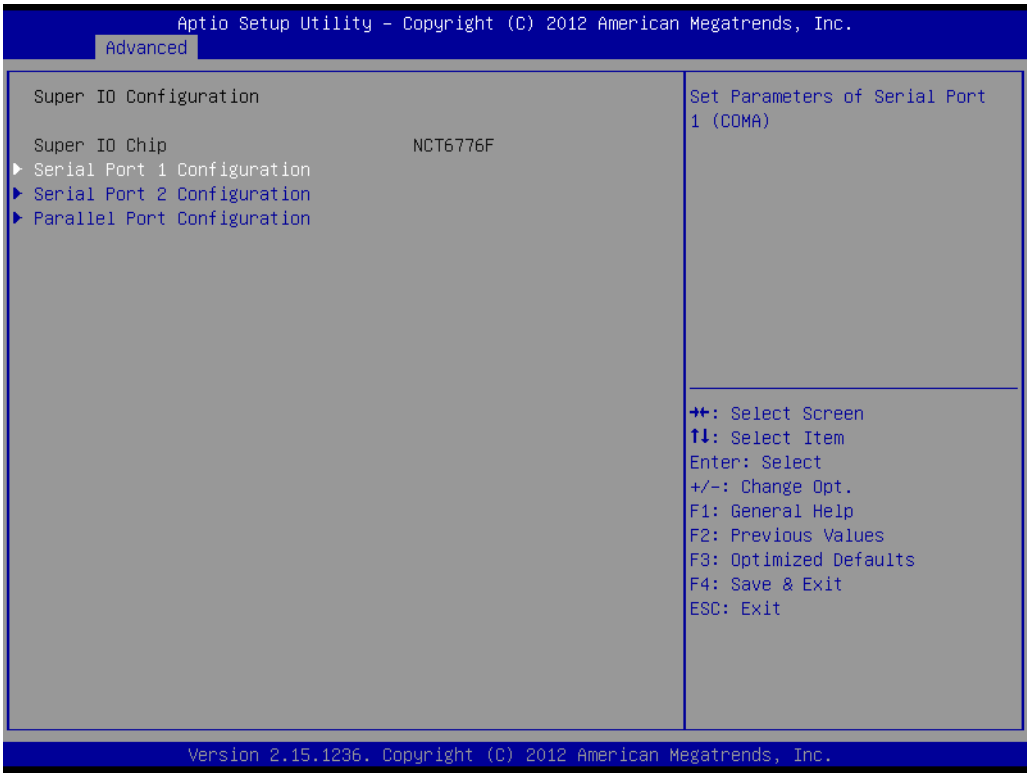 Aptio Setup Utility – Copyright (C) 2012 American Megatrends, Inc.
Advanced
Super IO Configuration
Super IO Chip NCT6776F
Serial Port 1 Configuration
Serial Port 2 Configuration
Parallel Port Configuration
Set Parameters of Serial Port
1 (COMA)
→←: Select Screen
↑↓: Select Item
Enter: Select
+/-: Change Opt.
F1: General Help
F2: Previous Values
F3: Optimized Defaults
F4: Save & Exit
ESC: Exit
Version 2.15.1236. Copyright (C) 2012 American Megatrends, Inc.